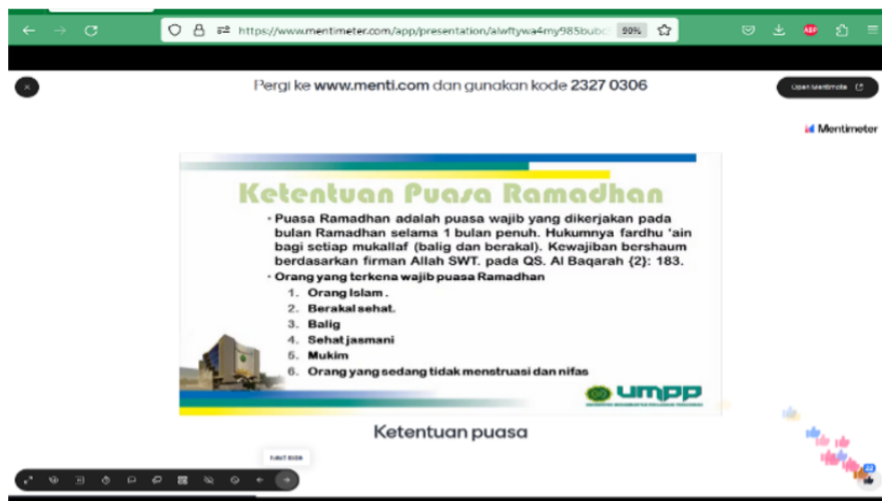 https://www.mentimeter.com/app/presentation/alwftywa4my985bubc
90%
ABP
Pergi ke www.menti.com dan gunakan kode 2327 0306
Open Mentimote
Mentimeter
Ketentuan Puasa Ramadhan
• Puasa Ramadhan adalah puasa wajib yang dikerjakan pada
bulan Ramadhan selama 1 bulan penuh. Hukumnya fardhu 'ain
bagi setiap mukallaf (balig dan berakal). Kewajiban bershaum
berdasarkan firman Allah SWT. pada QS. Al Baqarah {2}: 183.
• Orang yang terkena wajib puasa Ramadhan
1. Orang Islam.
2. Berakal sehat.
3. Balig
4. Sehat jasmani
5. Mukim
6. Orang yang sedang tidak menstruasi dan nifas
umpp
Ketentuan puasa
22